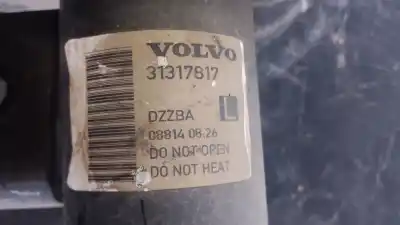 VOLVO
31317817
DZZBA L
08814 08:26
DO NOT OPEN
DO NOT HEAT